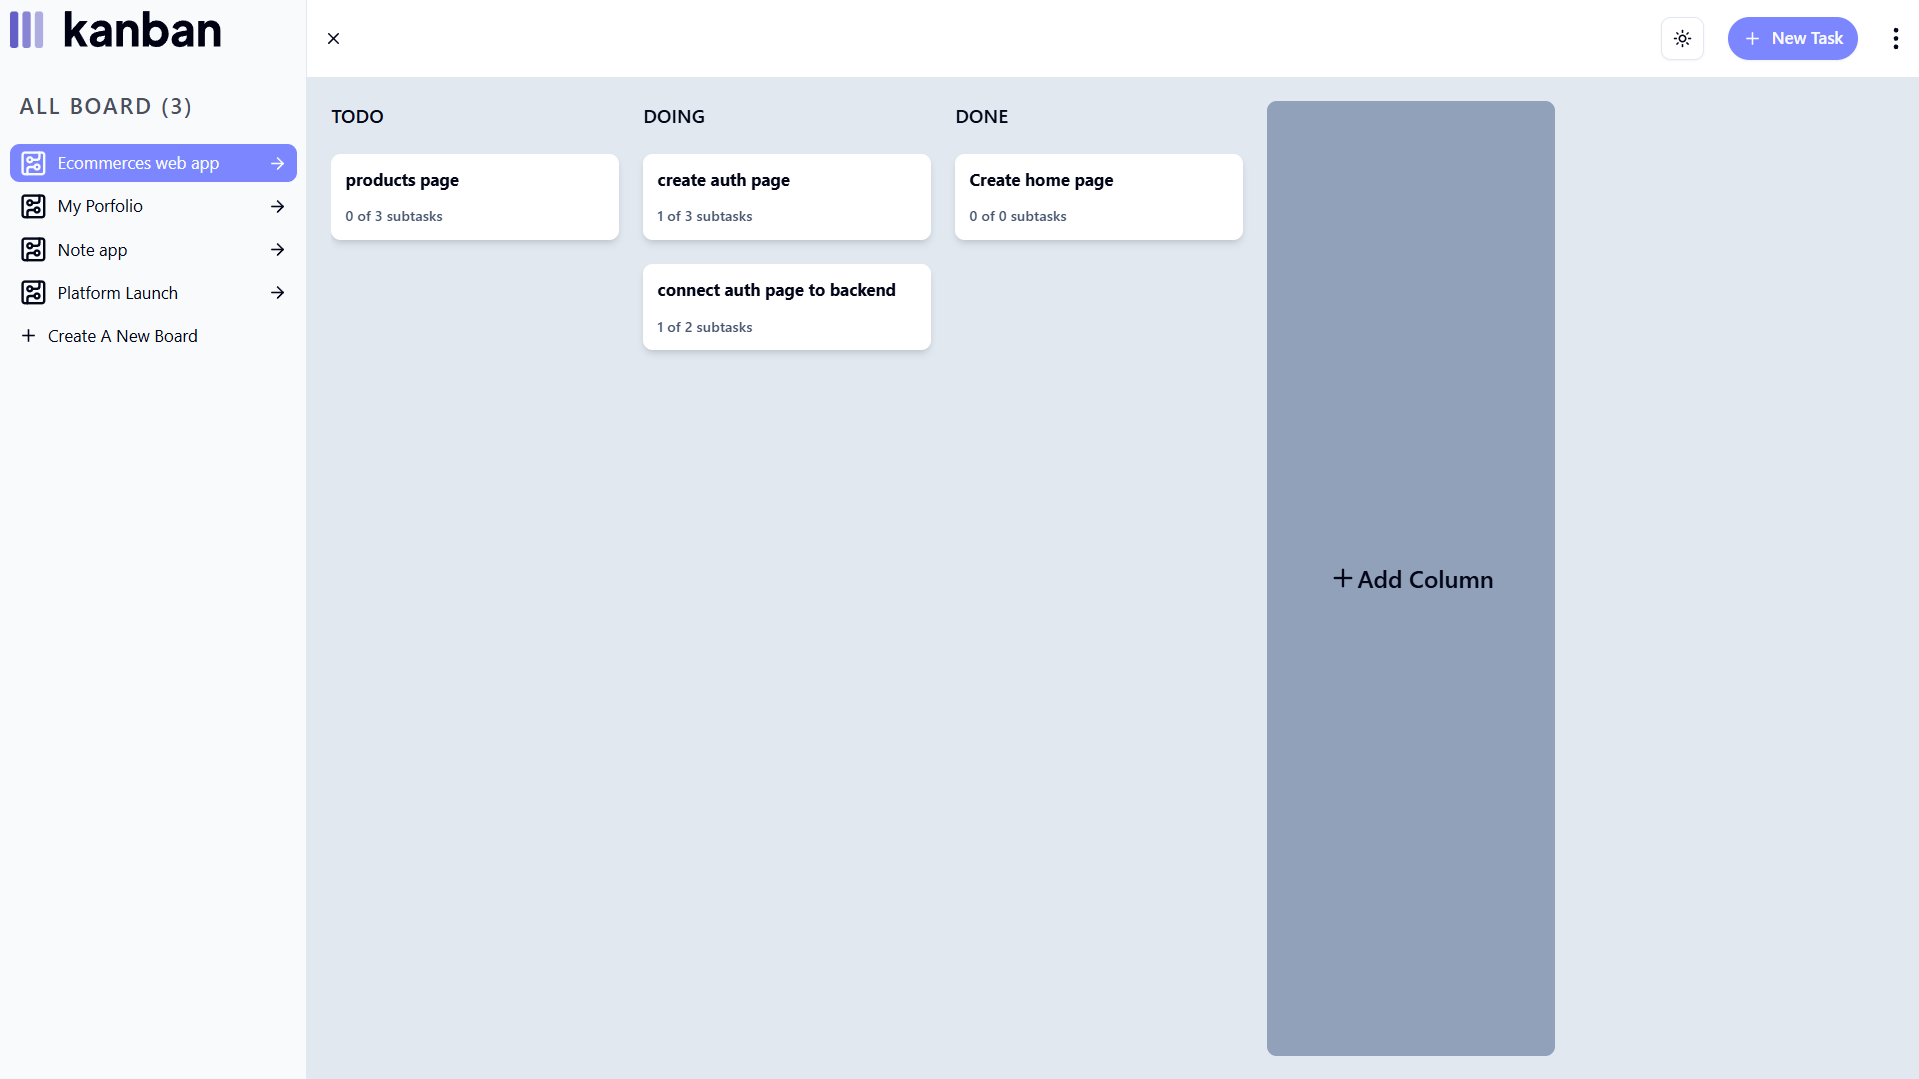 kanban
ALL BOARD (3)
Ecommerces web app
My Porfolio
Note app
Platform Launch
Create A New Board
New Task
TODO
products page
0 of 3 subtasks
DOING
create auth page
1 of 3 subtasks
connect auth page to backend
1 of 2 subtasks
DONE
Create home page
0 of 0 subtasks
Add Column